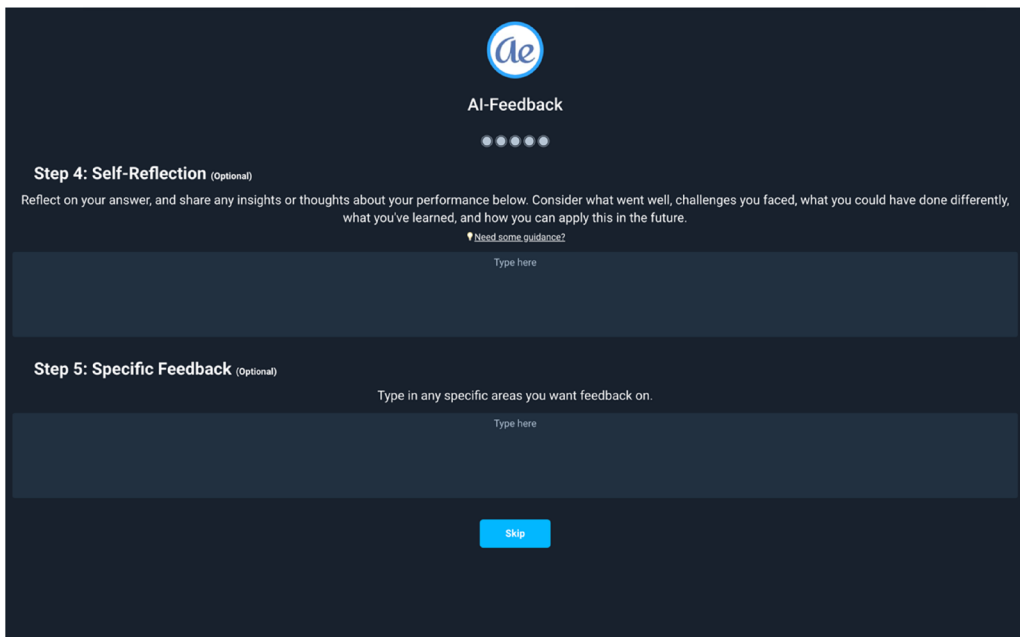 ae
AI-Feedback
Step 4: Self-Reflection (Optional)
Reflect on your answer, and share any insights or thoughts about your performance below. Consider what went well, challenges you faced, what you could have done differently,
what you've learned, and how you can apply this in the future.
Need some guidance?
Type here
Step 5: Specific Feedback (Optional)
Type in any specific areas you want feedback on.
Type here
Skip